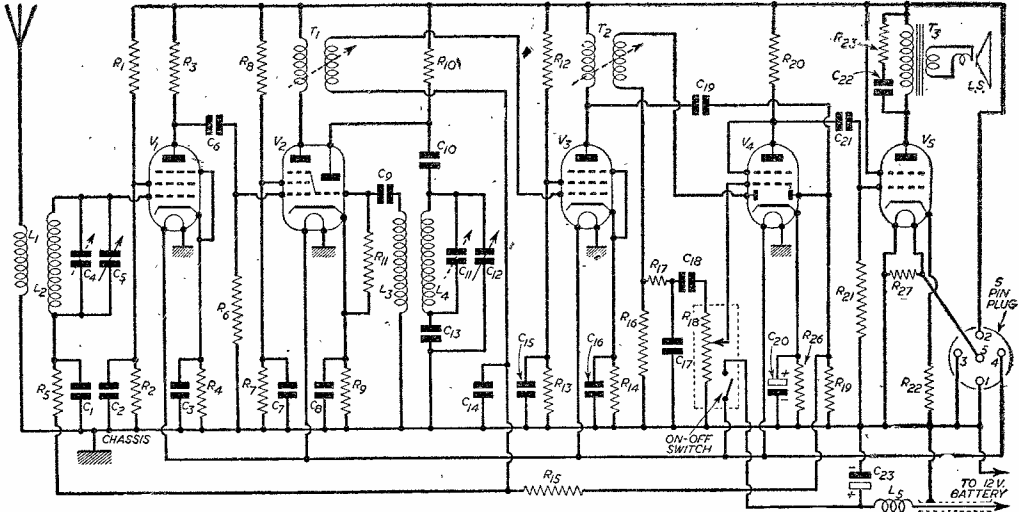 R1
R3
R8
T1
R10
R12
T2
C19
R20
R23
C22
T3
L.S.
V1
C6
V2
C10
C9
V3
V4
C21
V5
L1
L2
C4
C5
R6
R11
L3
L4
C11
C12
C13
R17
C18
R16
R18
C17
R21
R27
5
PIN
PLUG
2
3
5
4
1
R5
C1
C2
R2
C3
R4
R7
C7
C8
R9
C14
C15
R13
C16
R14
C20
+
-
R26
R19
R22
CHASSIS
ON-OFF
SWITCH
R15
-
C23
+
L5
TO 12V.
BATTERY